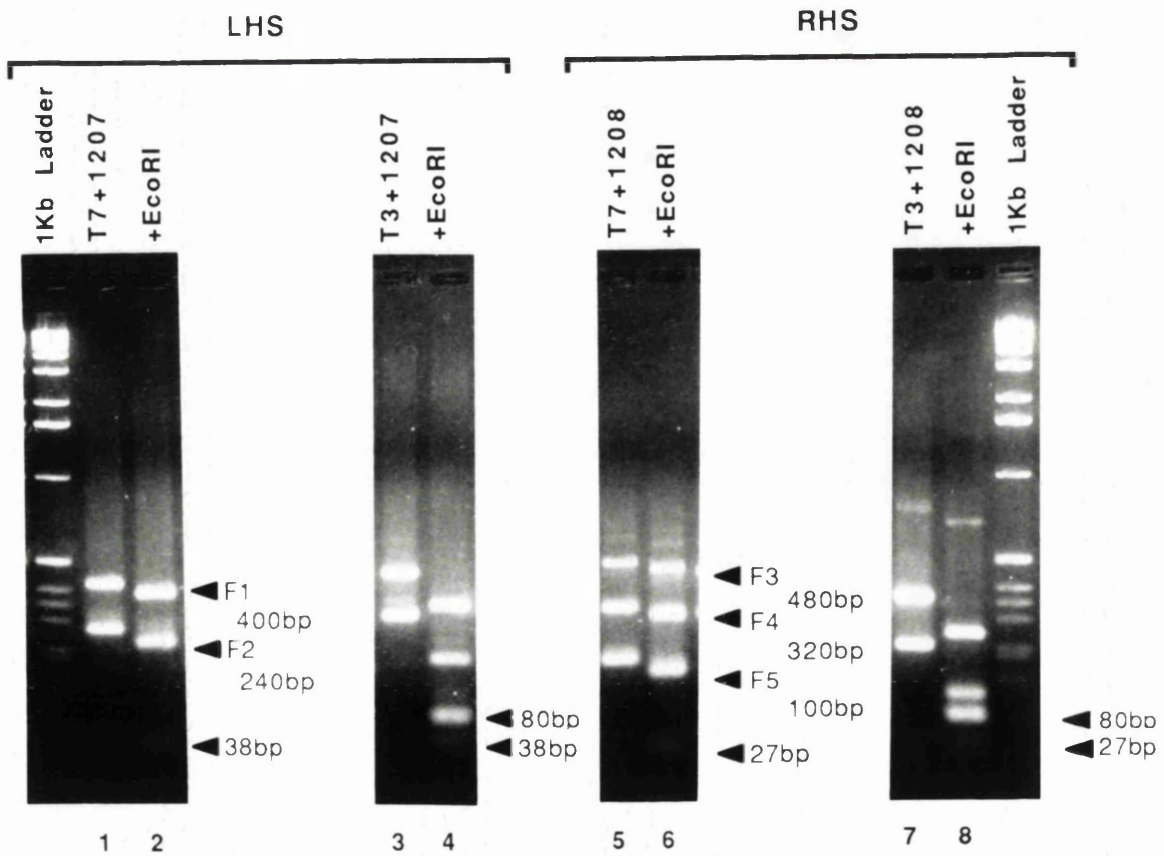 LHS
RHS
1Kb Ladder
T7+1207
+EcoRI
T3+1207
+EcoRI
T7+1208
+EcoRI
T3+1208
+EcoRI
1Kb Ladder
F1
400bp
F2
240bp
38bp
80bp
38bp
F3
480bp
F4
320bp
F5
100bp
27bp
80bp
27bp
1 2 3 4 5 6 7 8